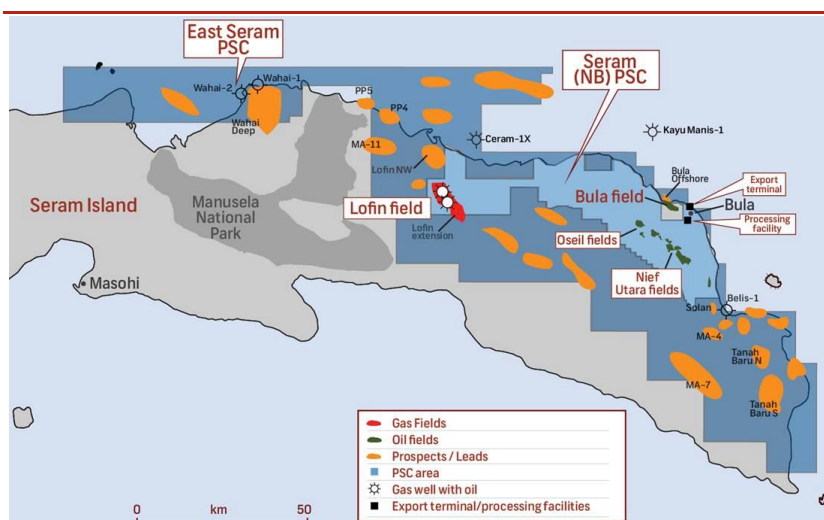 East Seram
PSC
Wahai-2
Wahai-1
Wahai
Deep
PP5
PP4
MA-11
Lofin NW
Ceram-1X
Seram
(NB) PSC
Kayu Manis-1
Bula
Offshore
Export
terminal
Bula field
Bula
Processing
facility
Seram Island
Manusela
National
Park
Lofin field
Lofin
extension
Oseil fields
Nief
Utara fields
Masohi
Solan
Belis-1
MA-4
Tanah
Baru N
MA-7
Tanah
Baru S
Gas Fields
Oil fields
Prospects / Leads
PSC area
Gas well with oil
Export terminal/processing facilities
0 km 50